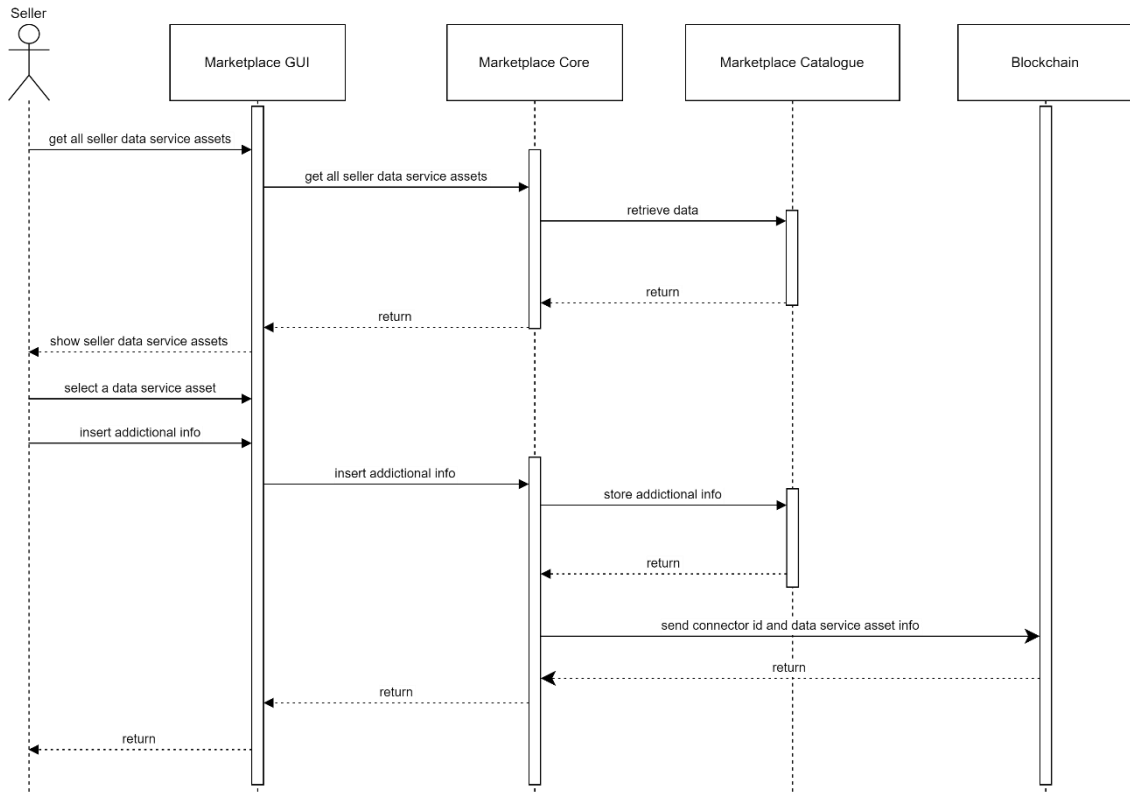 Seller
Marketplace GUI
Marketplace Core
Marketplace Catalogue
Blockchain
get all seller data service assets
get all seller data service assets
retrieve data
return
return
show seller data service assets
select a data service asset
insert addictional info
insert addictional info
store addictional info
return
send connector id and data service asset info
return
return
return